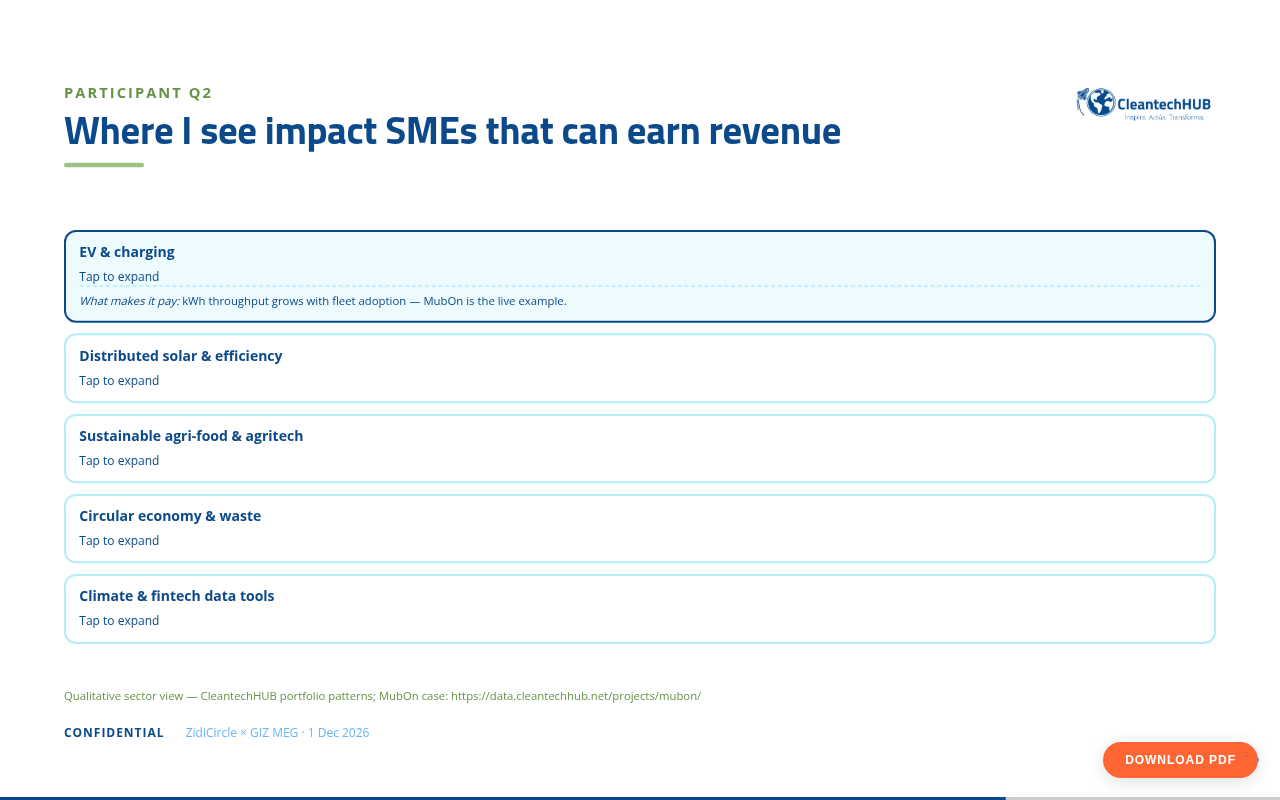 PARTICIPANT Q2
Where I see impact SMEs that can earn revenue
CleantechHUB
Inspira. Actúa. Transforma.
EV & charging
Tap to expand
What makes it pay: kWh throughput grows with fleet adoption — MubOn is the live example.
Distributed solar & efficiency
Tap to expand
Sustainable agri-food & agritech
Tap to expand
Circular economy & waste
Tap to expand
Climate & fintech data tools
Tap to expand
Qualitative sector view — CleantechHUB portfolio patterns; MubOn case: https://data.cleantechhub.net/projects/mubon/
CONFIDENTIAL ZidiCircle × GIZ MEG · 1 Dec 2026
DOWNLOAD PDF